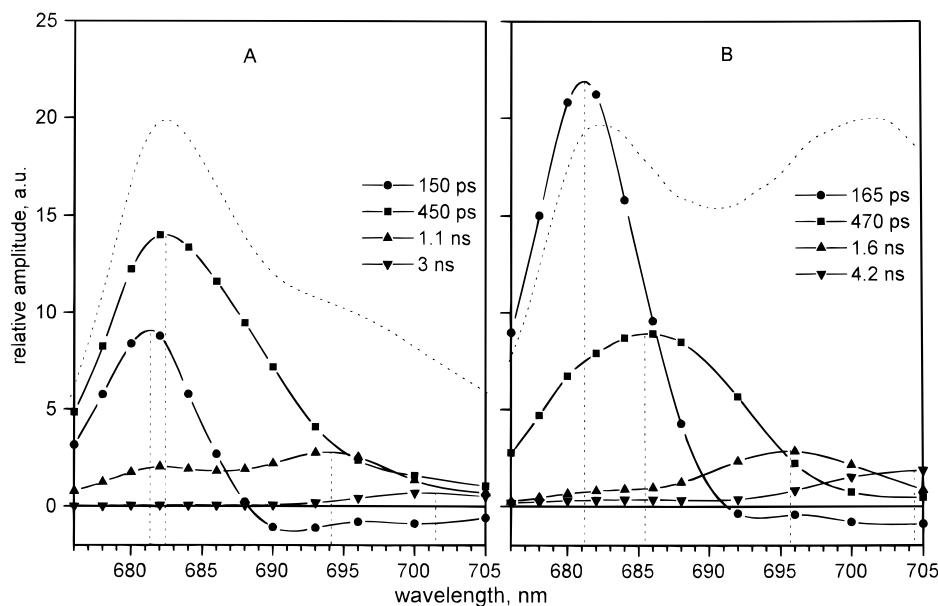 25
20
15
10
5
0
relative amplitude, a.u.
A
150 ps
450 ps
1.1 ns
3 ns
680 685 690 695 700 705
B
165 ps
470 ps
1.6 ns
4.2 ns
680 685 690 695 700 705
wavelength, nm